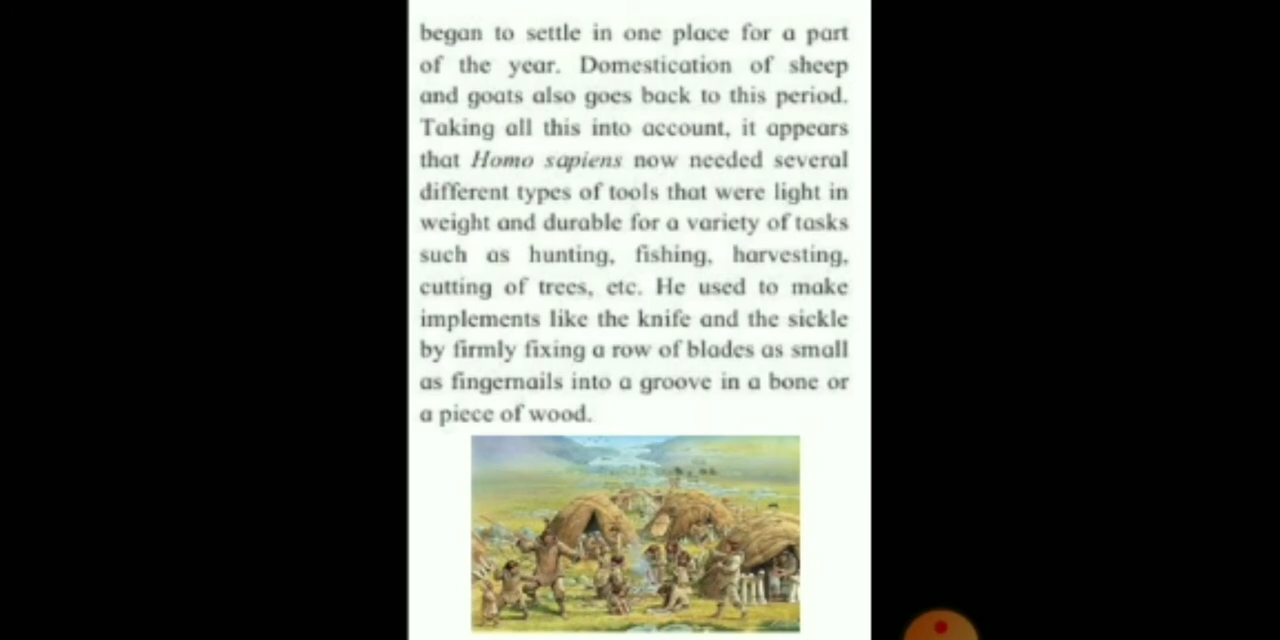 began to settle in one place for a part
of the year. Domestication of sheep
and goats also goes back to this period.
Taking all this into account, it appears
that Homo sapiens now needed several
different types of tools that were light in
weight and durable for a variety of tasks
such as hunting, fishing, harvesting,
cutting of trees, etc. He used to make
implements like the knife and the sickle
by firmly fixing a row of blades as small
as fingernails into a groove in a bone or
a piece of wood.